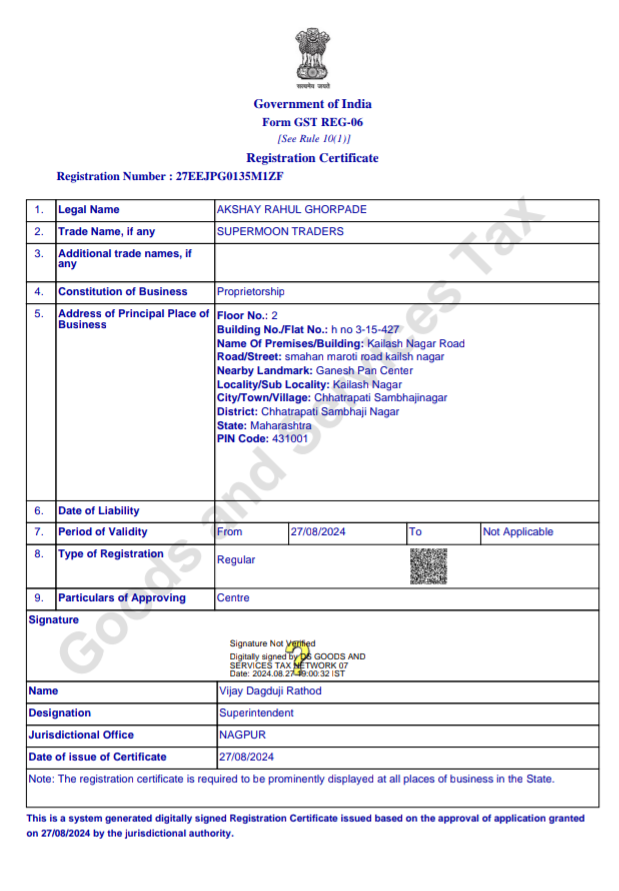 सत्यमेव जयते
Government of India
Form GST REG-06
[See Rule 10(1)]
Registration Certificate
Registration Number : 27EEJPG0135M1ZF
1. Legal Name AKSHAY RAHUL GHORPADE
2. Trade Name, if any SUPERMOON TRADERS
3. Additional trade names, if
any
4. Constitution of Business Proprietorship
5. Address of Principal Place of
Business
Floor No.: 2
Building No./Flat No.: h no 3-15-427
Name Of Premises/Building: Kailash Nagar Road
Road/Street: smahan maroti road kailsh nagar
Nearby Landmark: Ganesh Pan Center
Locality/Sub Locality: Kailash Nagar
City/Town/Village: Chhatrapati Sambhajinagar
District: Chhatrapati Sambhaji Nagar
State: Maharashtra
PIN Code: 431001
6. Date of Liability
7. Period of Validity From 27/08/2024 To Not Applicable
8. Type of Registration Regular
9. Particulars of Approving Centre
Signature
Signature Not Verified
Digitally signed by DS GOODS AND
SERVICES TAX NETWORK 07
Date: 2024.08.27 19:00:32 IST
Name Vijay Dagduji Rathod
Designation Superintendent
Jurisdictional Office NAGPUR
Date of issue of Certificate 27/08/2024
Note: The registration certificate is required to be prominently displayed at all places of business in the State.
This is a system generated digitally signed Registration Certificate issued based on the approval of application granted
on 27/08/2024 by the jurisdictional authority.
Goods and Services Tax